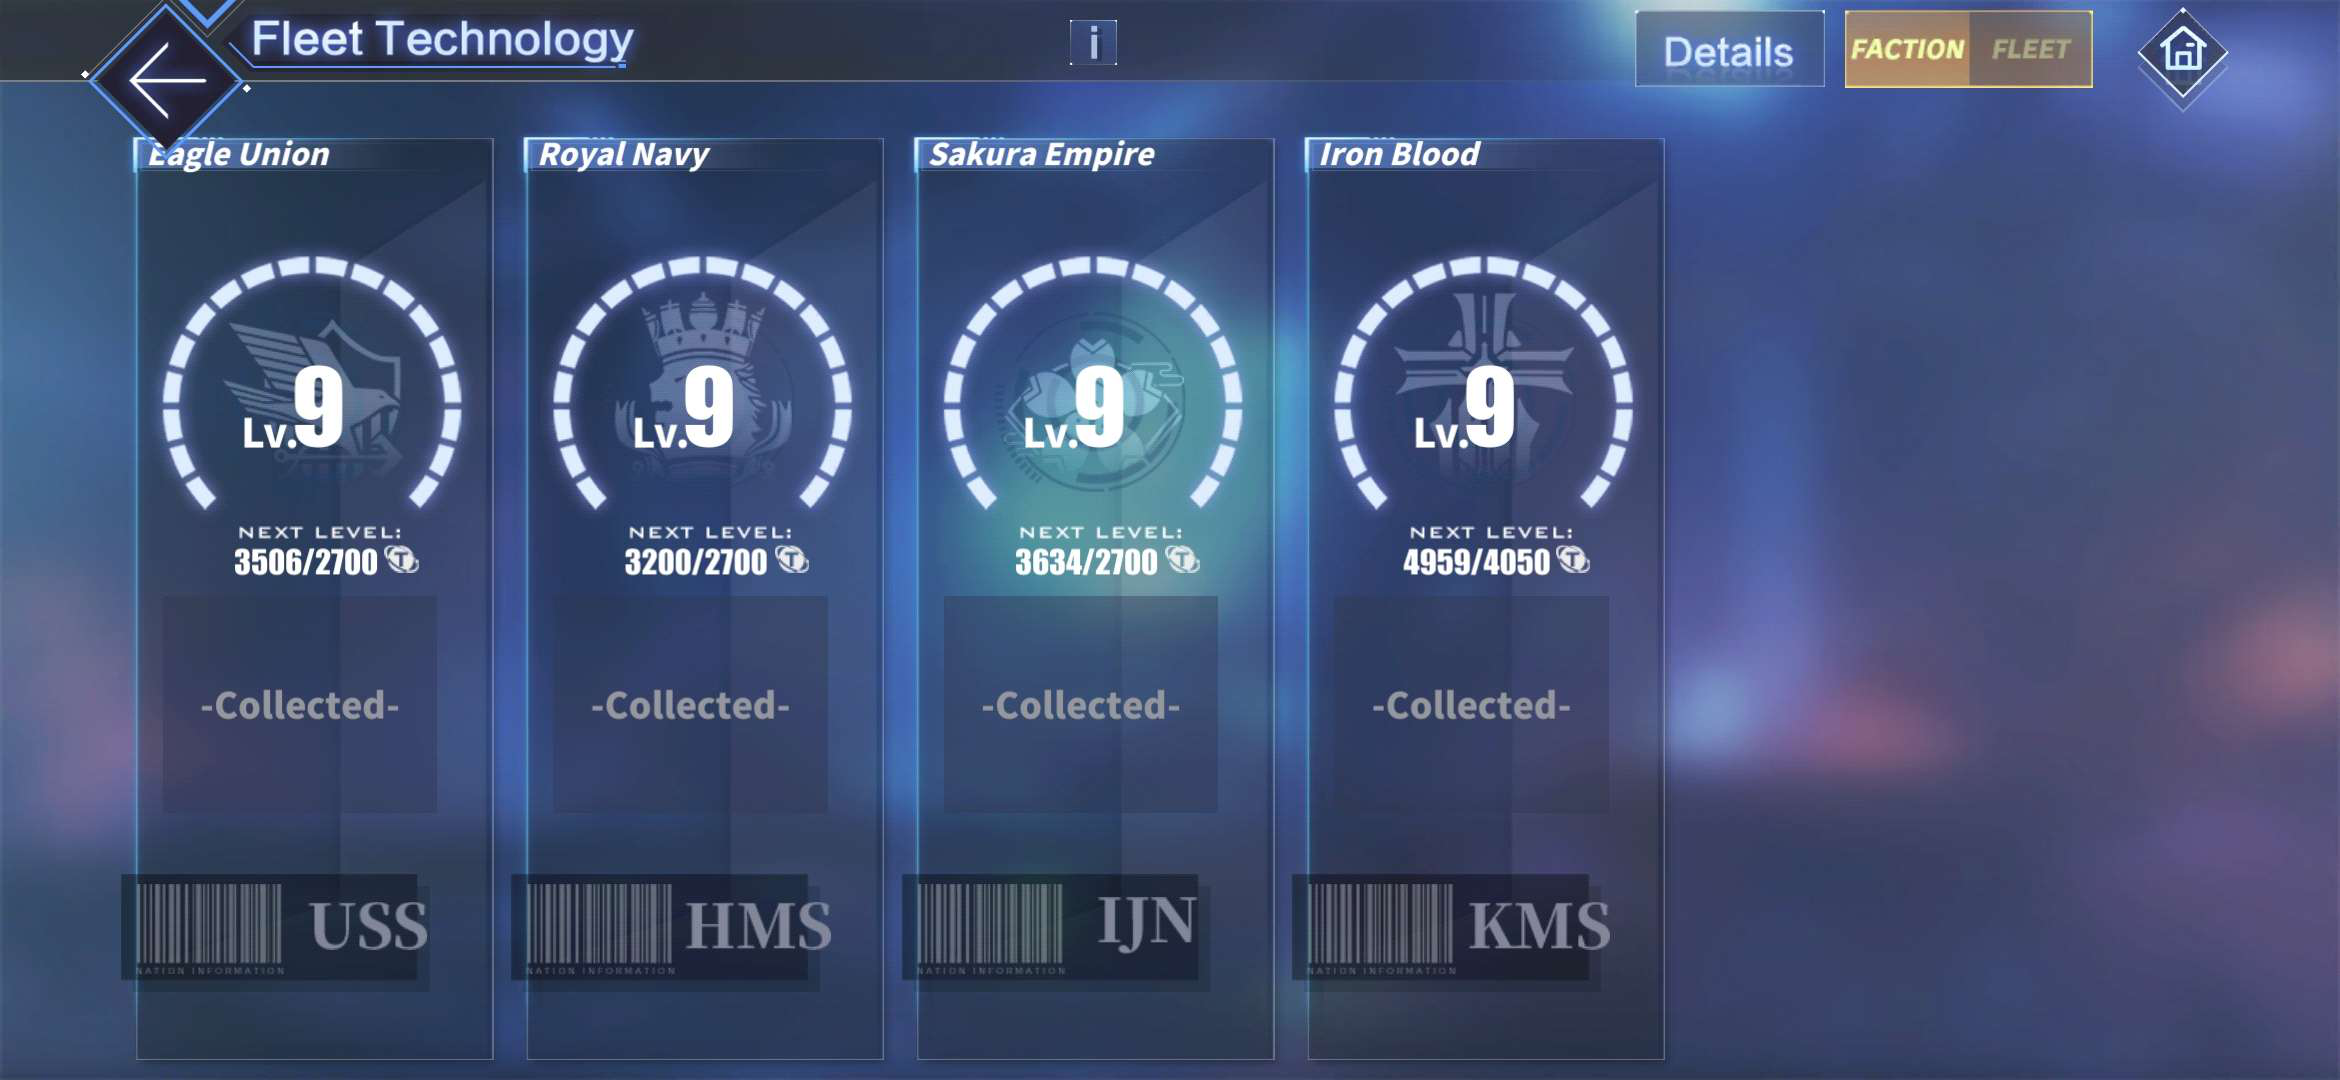 Fleet Technology
i
Details
FACTION FLEET
Eagle Union
Lv.9
NEXT LEVEL:
3506/2700 T
-Collected-
USS
NATION INFORMATION
Royal Navy
Lv.9
NEXT LEVEL:
3200/2700 T
-Collected-
HMS
NATION INFORMATION
Sakura Empire
Lv.9
NEXT LEVEL:
3634/2700 T
-Collected-
IJN
NATION INFORMATION
Iron Blood
Lv.9
NEXT LEVEL:
4959/4050 T
-Collected-
KMS
NATION INFORMATION